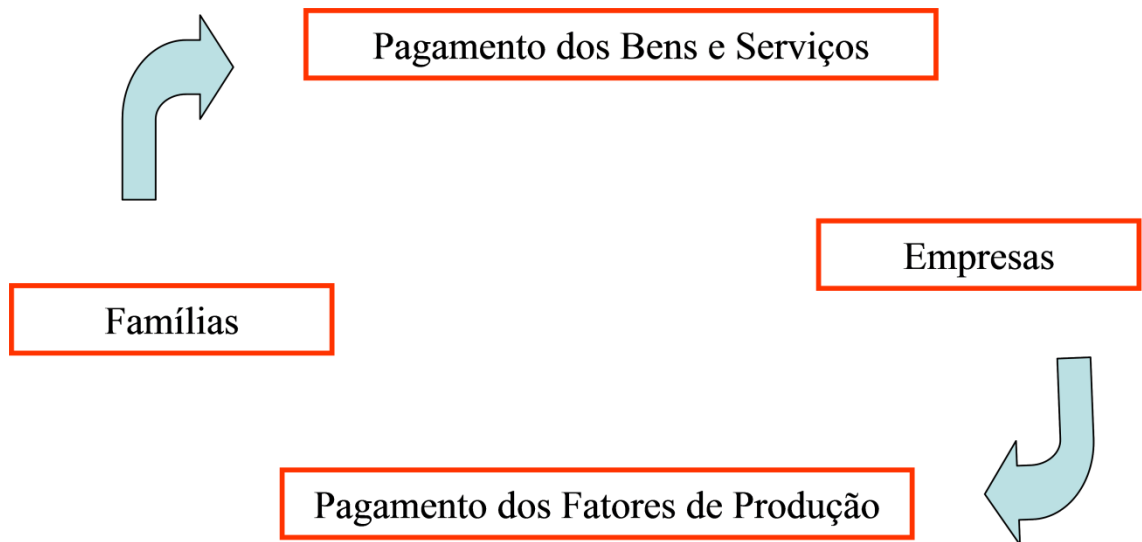 Pagamento dos Bens e Serviços
Empresas
Famílias
Pagamento dos Fatores de Produção